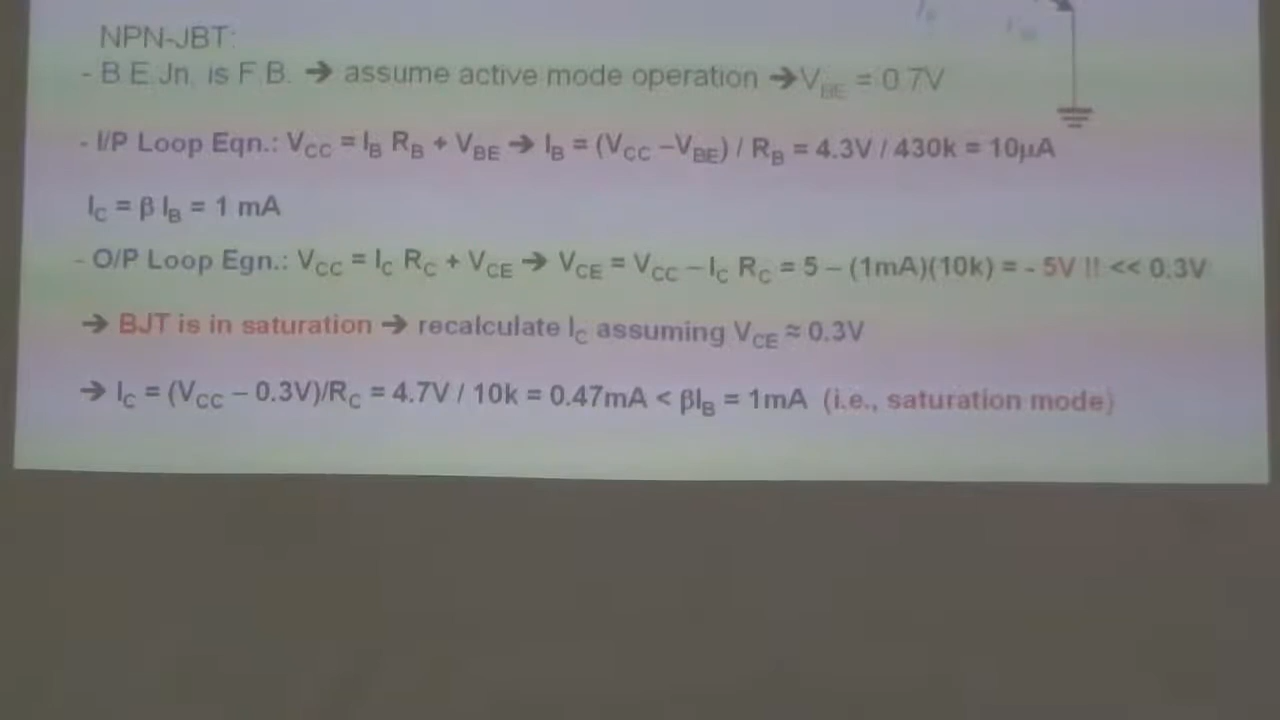 NPN-JBT:
- B E Jn. is F B. ➔ assume active mode operation ➔ V_BE = 0.7V
- I/P Loop Eqn.: V_CC = I_B R_B + V_BE ➔ I_B = (V_CC –V_BE) / R_B = 4.3V / 430k = 10μA
I_C = β I_B = 1 mA
- O/P Loop Egn.: V_CC = I_C R_C + V_CE ➔ V_CE = V_CC – I_C R_C = 5 – (1mA)(10k) = - 5V !! << 0.3V
➔ BJT is in saturation ➔ recalculate I_C assuming V_CE ≈ 0.3V
➔ I_C = (V_CC – 0.3V)/R_C = 4.7V / 10k = 0.47mA < βI_B = 1mA (i.e., saturation mode)